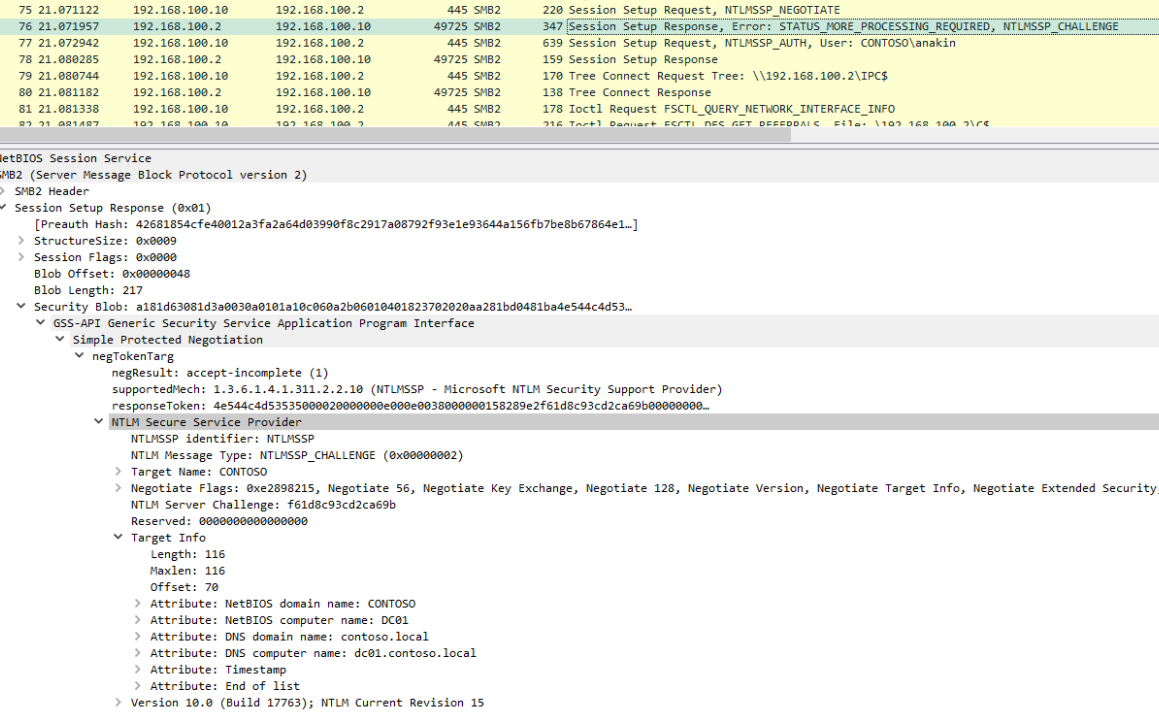 75 21.071122 192.168.100.10 192.168.100.2 445 SMB2 220 Session Setup Request, NTLMSSP_NEGOTIATE
76 21.071957 192.168.100.2 192.168.100.10 49725 SMB2 347 Session Setup Response, Error: STATUS_MORE_PROCESSING_REQUIRED, NTLMSSP_CHALLENGE
77 21.072942 192.168.100.10 192.168.100.2 445 SMB2 639 Session Setup Request, NTLMSSP_AUTH, User: CONTOSO\anakin
78 21.080285 192.168.100.2 192.168.100.10 49725 SMB2 159 Session Setup Response
79 21.080744 192.168.100.10 192.168.100.2 445 SMB2 170 Tree Connect Request Tree: \\192.168.100.2\IPC$
80 21.081182 192.168.100.2 192.168.100.10 49725 SMB2 138 Tree Connect Response
81 21.081338 192.168.100.10 192.168.100.2 445 SMB2 178 Ioctl Request FSCTL_QUERY_NETWORK_INTERFACE_INFO
82 21.081487 192.168.100.10 192.168.100.2 445 SMB2 216 Ioctl Request FSCTL_DFS_GET_REFERRALS, File: \192.168.100.2\C$
NetBIOS Session Service
SMB2 (Server Message Block Protocol version 2)
SMB2 Header
Session Setup Response (0x01)
[Preauth Hash: 42681854cfe40012a3fa2a64d03990f8c2917a08792f93e1e93644a156fb7be8b67864e1…]
StructureSize: 0x0009
Session Flags: 0x0000
Blob Offset: 0x00000048
Blob Length: 217
Security Blob: a181d63081d3a0030a0101a10c060a2b06010401823702020aa281bd0481ba4e544c4d53…
GSS-API Generic Security Service Application Program Interface
Simple Protected Negotiation
negTokenTarg
negResult: accept-incomplete (1)
supportedMech: 1.3.6.1.4.1.311.2.2.10 (NTLMSSP - Microsoft NTLM Security Support Provider)
responseToken: 4e544c4d53535000020000000e000e0038000000158289e2f61d8c93cd2ca69b00000000…
NTLM Secure Service Provider
NTLMSSP identifier: NTLMSSP
NTLM Message Type: NTLMSSP_CHALLENGE (0x00000002)
Target Name: CONTOSO
Negotiate Flags: 0xe2898215, Negotiate 56, Negotiate Key Exchange, Negotiate 128, Negotiate Version, Negotiate Target Info, Negotiate Extended Security,
NTLM Server Challenge: f61d8c93cd2ca69b
Reserved: 0000000000000000
Target Info
Length: 116
Maxlen: 116
Offset: 70
Attribute: NetBIOS domain name: CONTOSO
Attribute: NetBIOS computer name: DC01
Attribute: DNS domain name: contoso.local
Attribute: DNS computer name: dc01.contoso.local
Attribute: Timestamp
Attribute: End of list
Version 10.0 (Build 17763); NTLM Current Revision 15